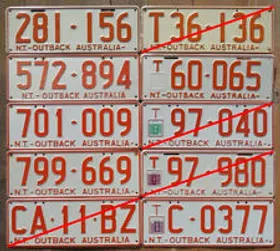 281·156
N.T.-OUTBACK AUSTRALIA-
T36·136
N.T.-OUTBACK AUSTRALIA-
572·894
N.T.-OUTBACK AUSTRALIA
T 60·065
N.T.-OUTBACK AUSTRALIA
701·009
N.T.-OUTBACK AUSTRALIA
T 97·040
N.T.-OUTBACK AUSTRALIA
799·669
N.T.-OUTBACK AUSTRALIA
T 97·980
N.T.-OUTBACK AUSTRALIA
CA·11·BZ
N.T.-OUTBACK AUSTRALIA
T C·0377
N.T.-OUTBACK AUSTRALIA